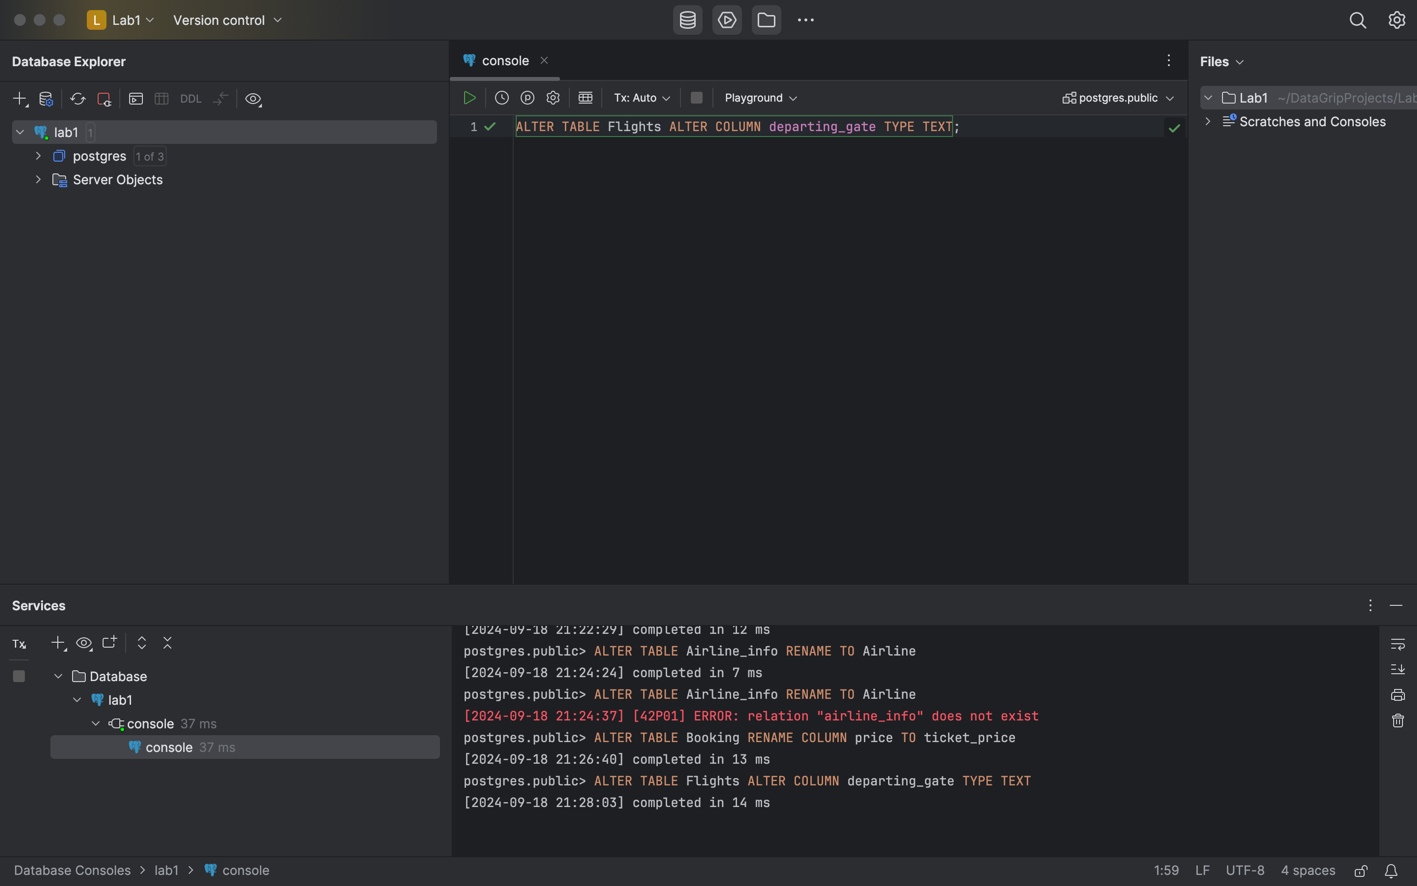 L Lab1 Version control
Database Explorer
DDL
lab1 1
postgres 1 of 3
Server Objects
console
Tx: Auto Playground postgres.public
1 ALTER TABLE Flights ALTER COLUMN departing_gate TYPE TEXT;
Files
Lab1 ~/DataGripProjects/Lab
Scratches and Consoles
Services
Tx
Database
lab1
console 37 ms
console 37 ms
[2024-09-18 21:22:29] completed in 12 ms
postgres.public> ALTER TABLE Airline_info RENAME TO Airline
[2024-09-18 21:24:24] completed in 7 ms
postgres.public> ALTER TABLE Airline_info RENAME TO Airline
[2024-09-18 21:24:37] [42P01] ERROR: relation "airline_info" does not exist
postgres.public> ALTER TABLE Booking RENAME COLUMN price TO ticket_price
[2024-09-18 21:26:40] completed in 13 ms
postgres.public> ALTER TABLE Flights ALTER COLUMN departing_gate TYPE TEXT
[2024-09-18 21:28:03] completed in 14 ms
Database Consoles > lab1 > console
1:59 LF UTF-8 4 spaces